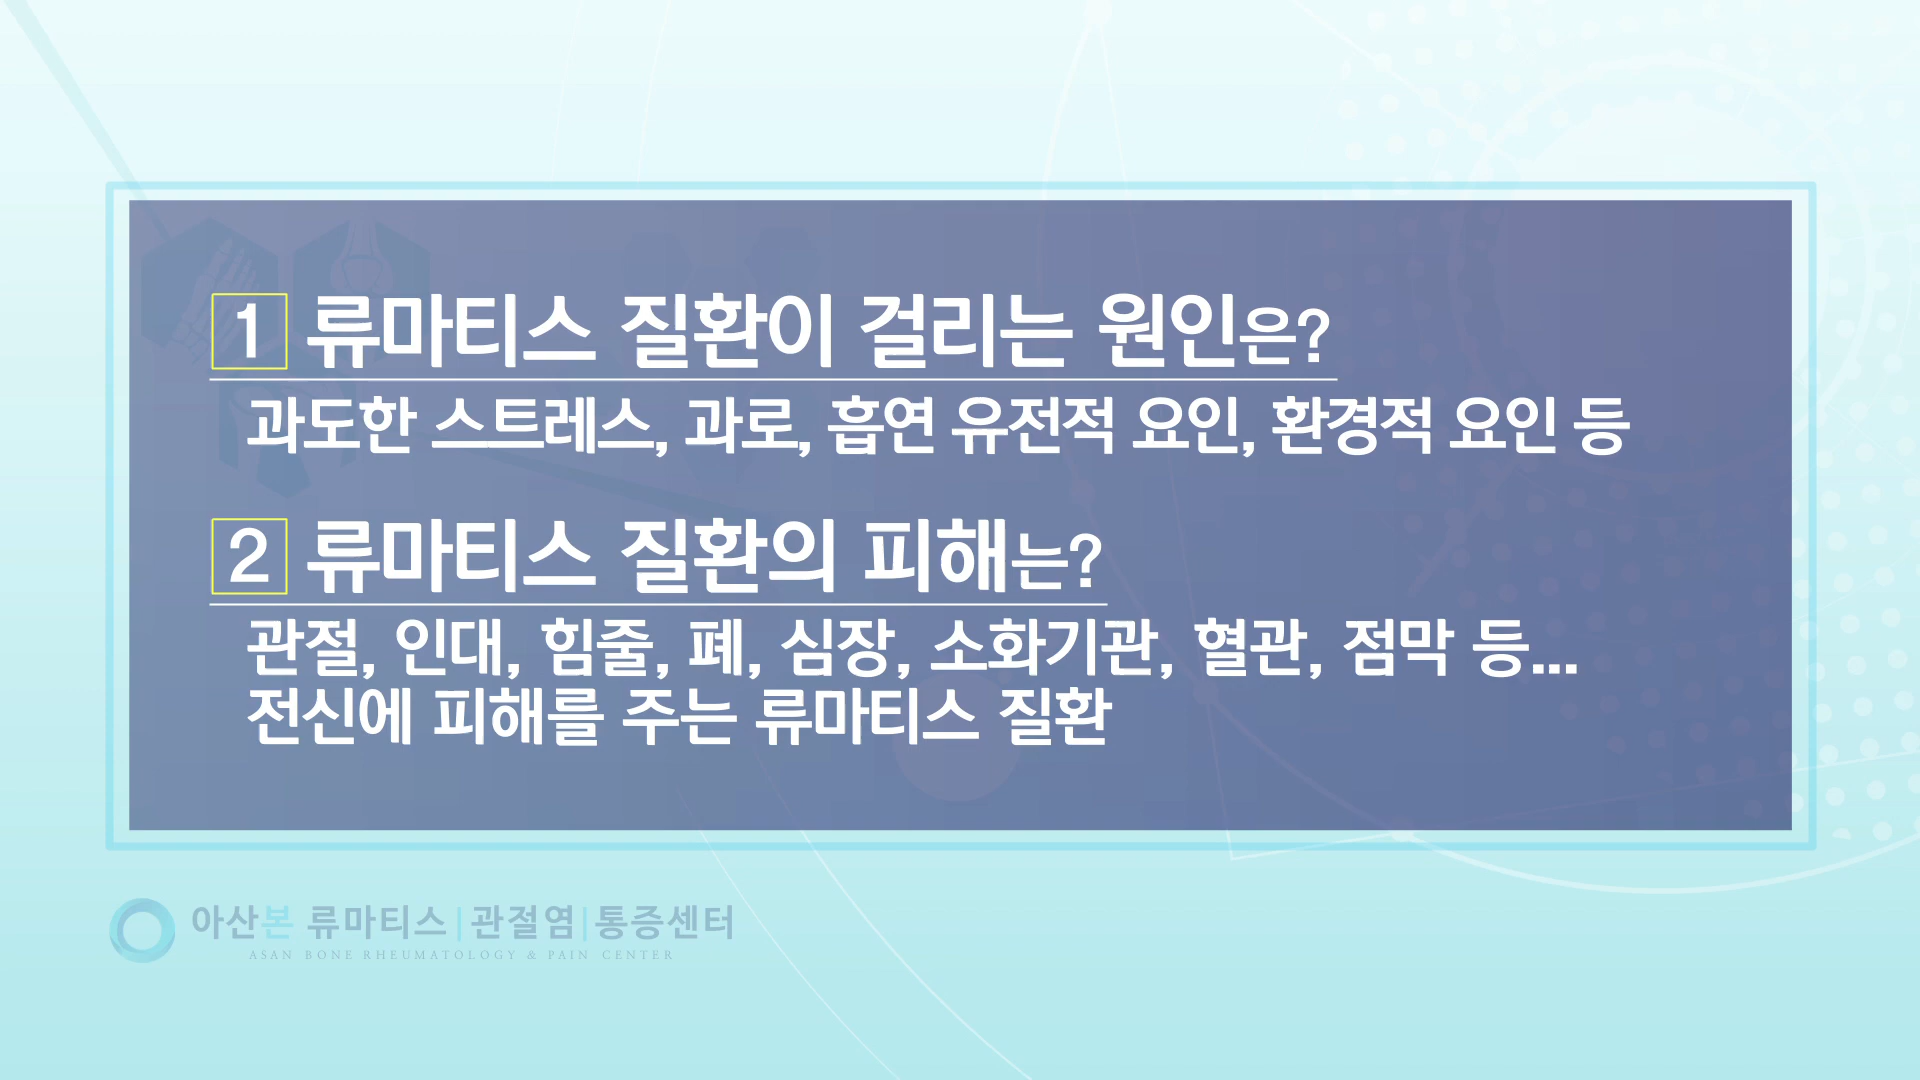 1 류마티스 질환이 걸리는 원인은?
과도한 스트레스, 과로, 흡연 유전적 요인, 환경적 요인 등
2 류마티스 질환의 피해는?
관절, 인대, 힘줄, 폐, 심장, 소화기관, 혈관, 점막 등...
전신에 피해를 주는 류마티스 질환
아산본 류마티스|관절염|통증센터
ASAN BONE RHEUMATOLOGY & PAIN CENTER